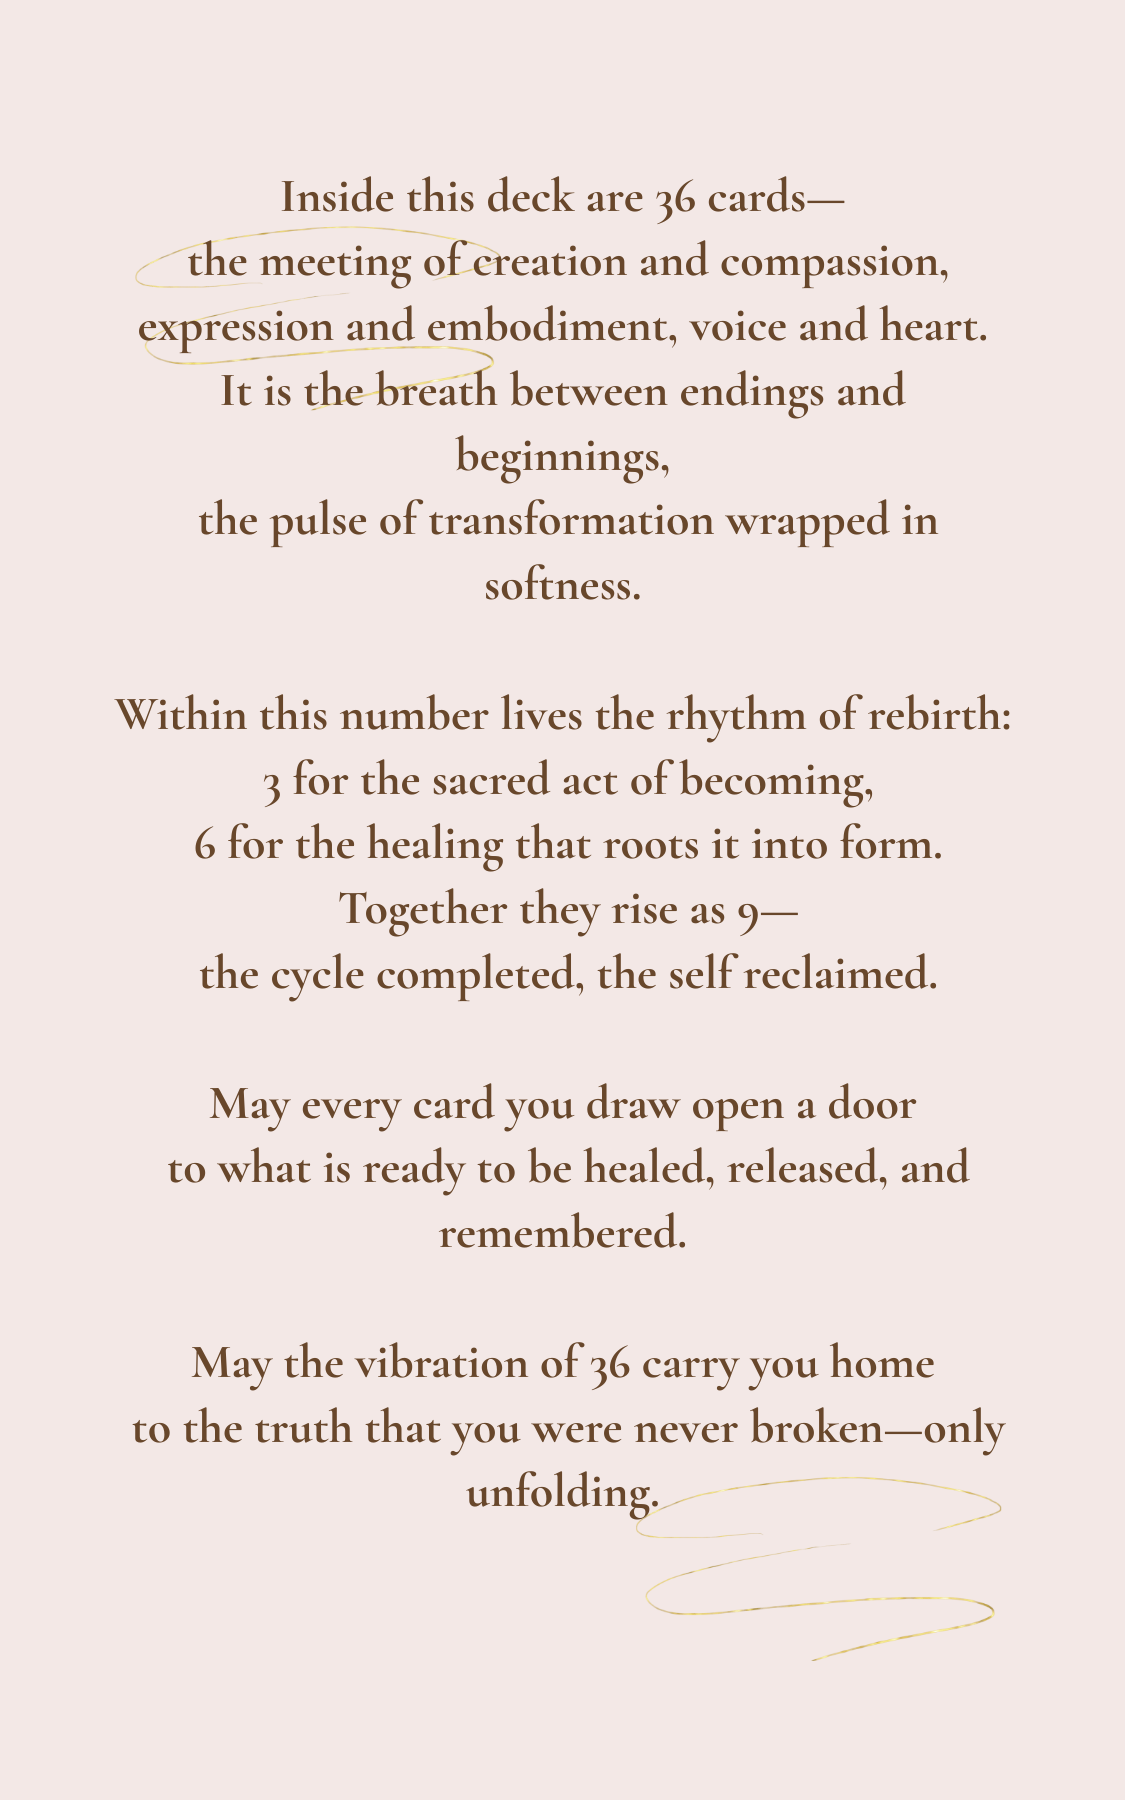 Inside this deck are 36 cards—
the meeting of creation and compassion,
expression and embodiment, voice and heart.
It is the breath between endings and
beginnings,
the pulse of transformation wrapped in
softness.
Within this number lives the rhythm of rebirth:
3 for the sacred act of becoming,
6 for the healing that roots it into form.
Together they rise as 9—
the cycle completed, the self reclaimed.
May every card you draw open a door
to what is ready to be healed, released, and
remembered.
May the vibration of 36 carry you home
to the truth that you were never broken—only
unfolding.